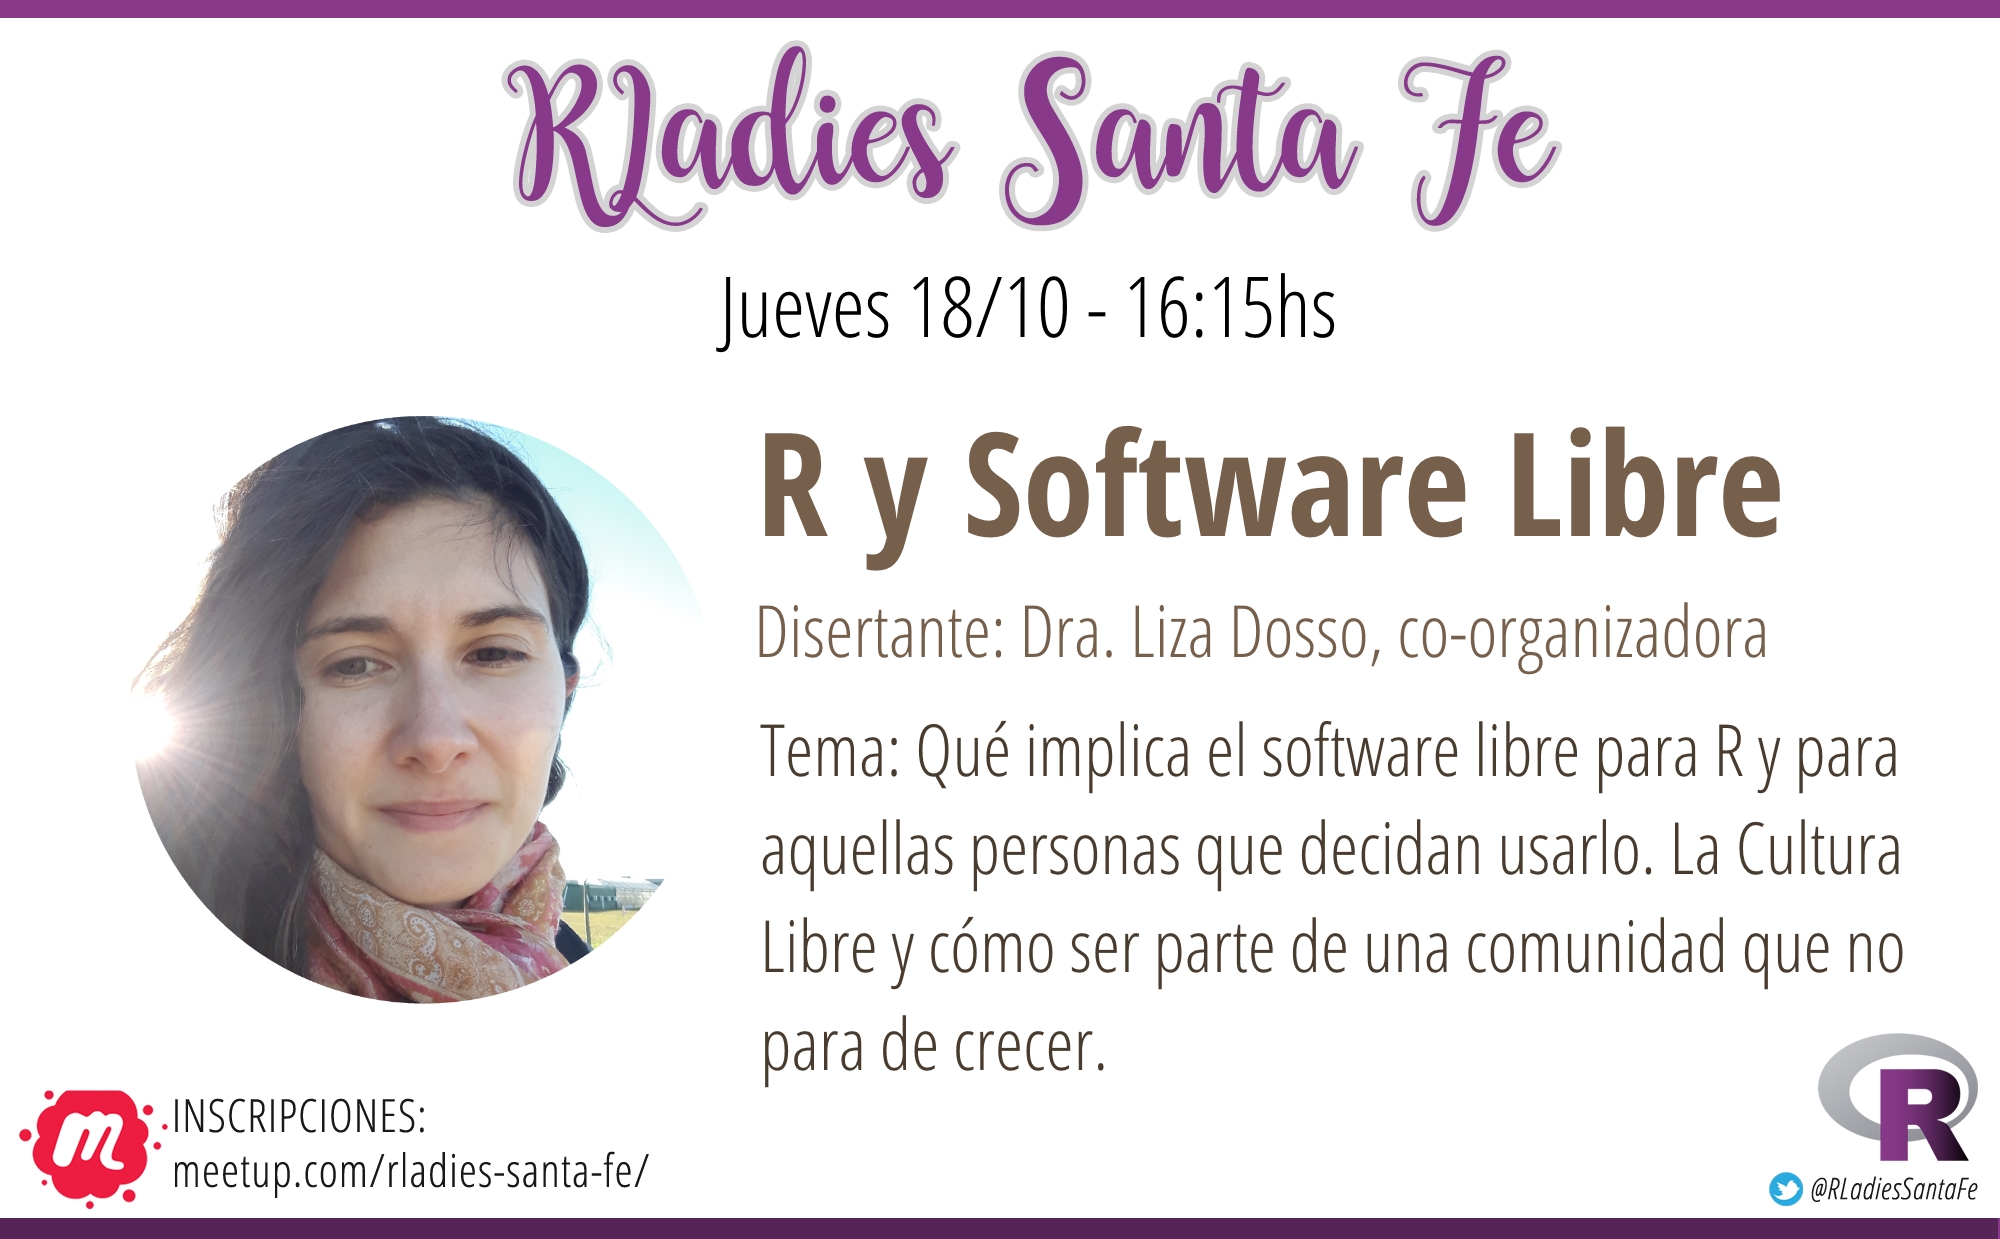 RLadies Santa Fe
Jueves 18/10 - 16:15hs
R y Software Libre
Disertante: Dra. Liza Dosso, co-organizadora
Tema: Qué implica el software libre para R y para
aquellas personas que decidan usarlo. La Cultura
Libre y cómo ser parte de una comunidad que no
para de crecer.
m
INSCRIPCIONES:
meetup.com/rladies-santa-fe/
R
@RLadiesSantaFe